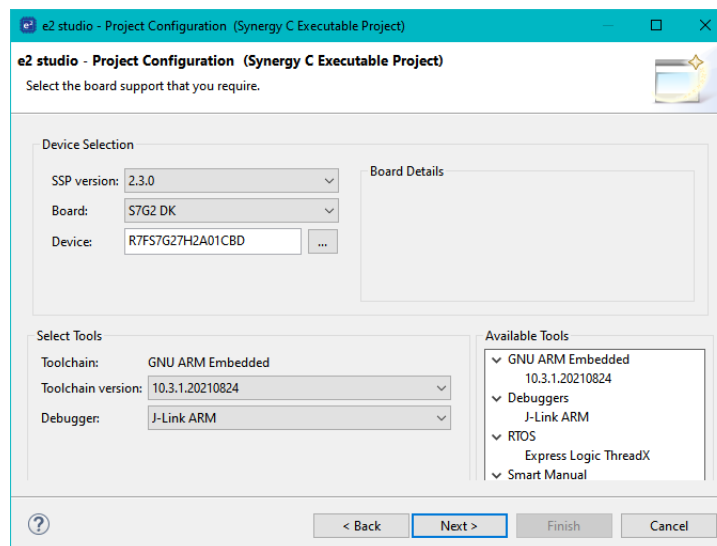 e2 studio - Project Configuration (Synergy C Executable Project)
e2 studio - Project Configuration (Synergy C Executable Project)
Select the board support that you require.
Device Selection
SSP version: 2.3.0
Board: S7G2 DK
Device: R7FS7G27H2A01CBD ...
Board Details
Select Tools
Toolchain: GNU ARM Embedded
Toolchain version: 10.3.1.20210824
Debugger: J-Link ARM
Available Tools
GNU ARM Embedded
10.3.1.20210824
Debuggers
J-Link ARM
RTOS
Express Logic ThreadX
Smart Manual
? < Back Next > Finish Cancel